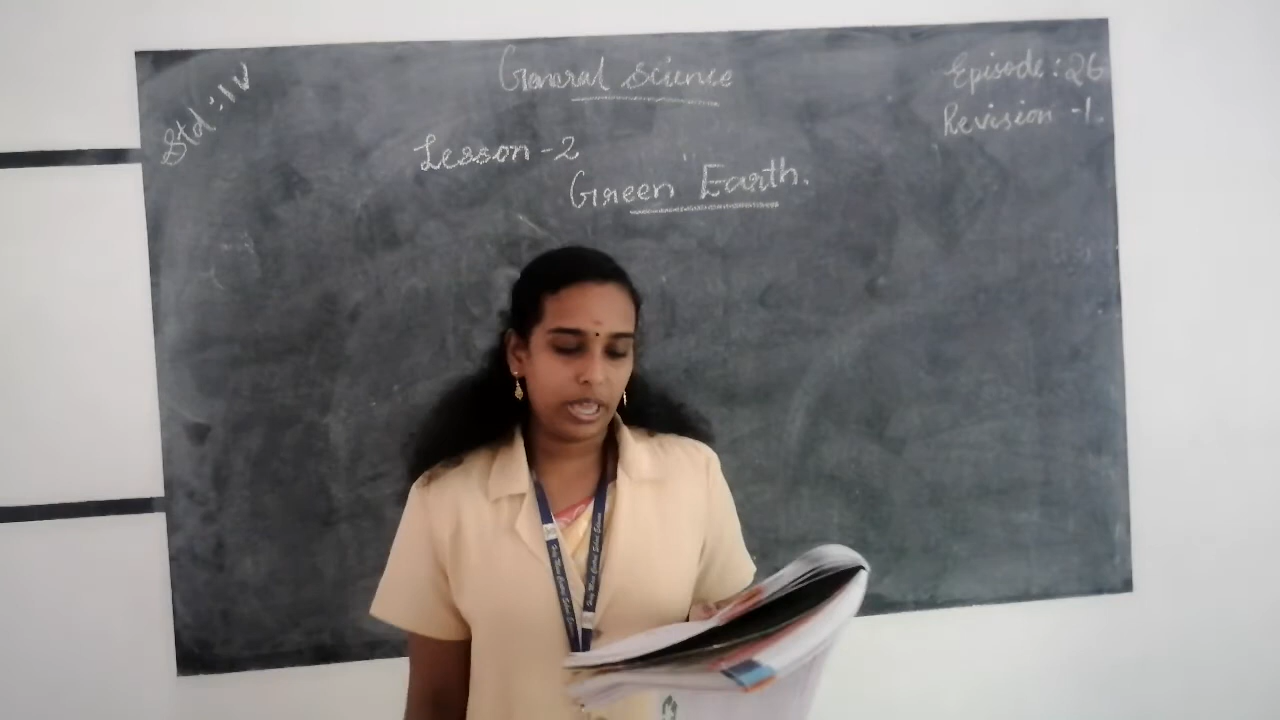 Std : IV
General Science
Episode : 26
Revision - 1.
Lesson - 2
Green Earth.